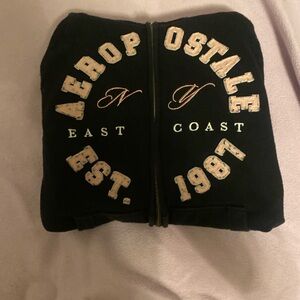 AEROPOSTALE
N Y
EAST COAST
EST. 1987